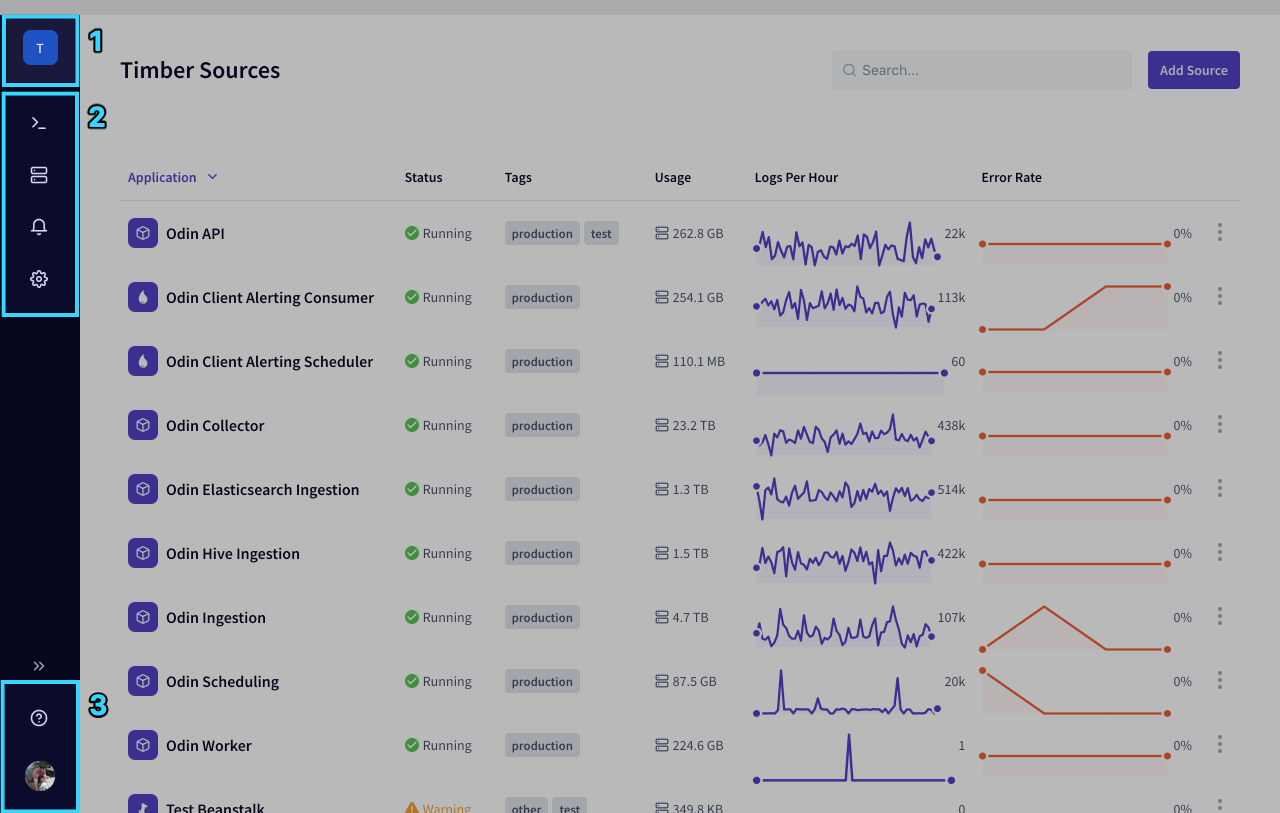 T
1
Timber Sources
Search...
Add Source
2
Application Status Tags Usage Logs Per Hour Error Rate
Odin API Running production test 262.8 GB 22k 0%
Odin Client Alerting Consumer Running production 254.1 GB 113k 0%
Odin Client Alerting Scheduler Running production 110.1 MB 60 0%
Odin Collector Running production 23.2 TB 438k 0%
Odin Elasticsearch Ingestion Running production 1.3 TB 514k 0%
Odin Hive Ingestion Running production 1.5 TB 422k 0%
Odin Ingestion Running production 4.7 TB 107k 0%
Odin Scheduling Running production 87.5 GB 20k 0%
3
Odin Worker Running production 224.6 GB 1 0%
Test Beanstalk Warning other test 349.8 KB 0 0%